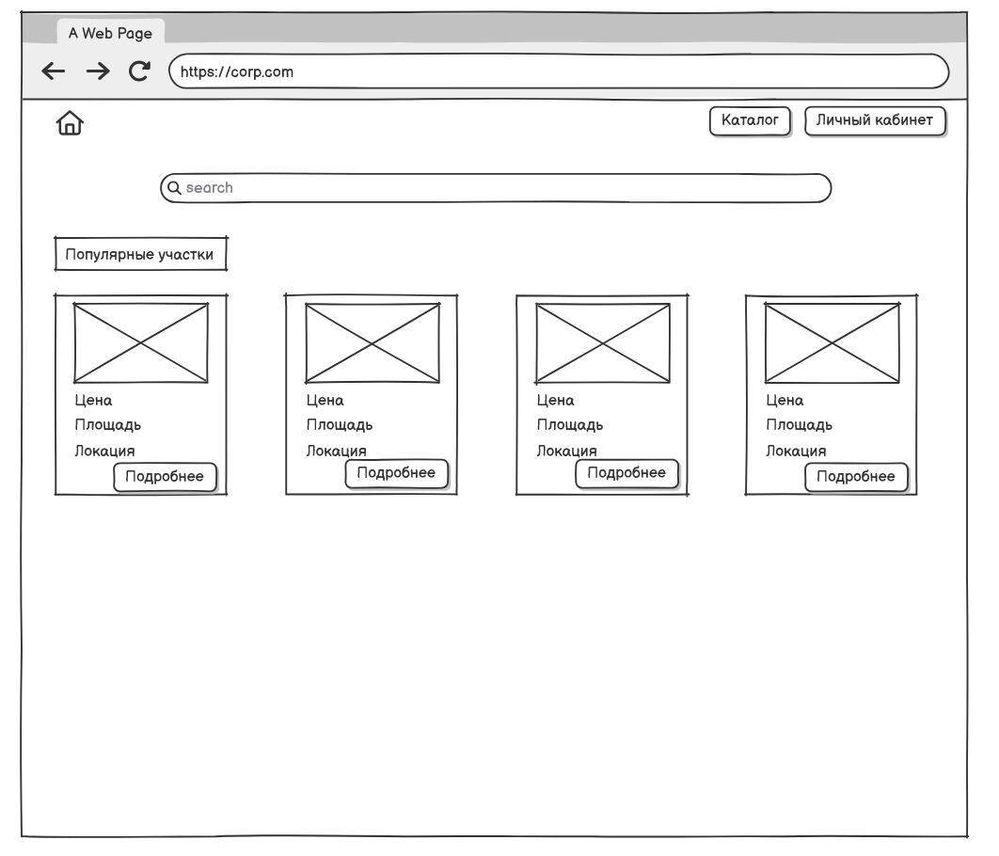 A Web Page
https://corp.com
Каталог
Личный кабинет
search
Популярные участки
Цена
Площадь
Локация
Подробнее
Цена
Площадь
Локация
Подробнее
Цена
Площадь
Локация
Подробнее
Цена
Площадь
Локация
Подробнее